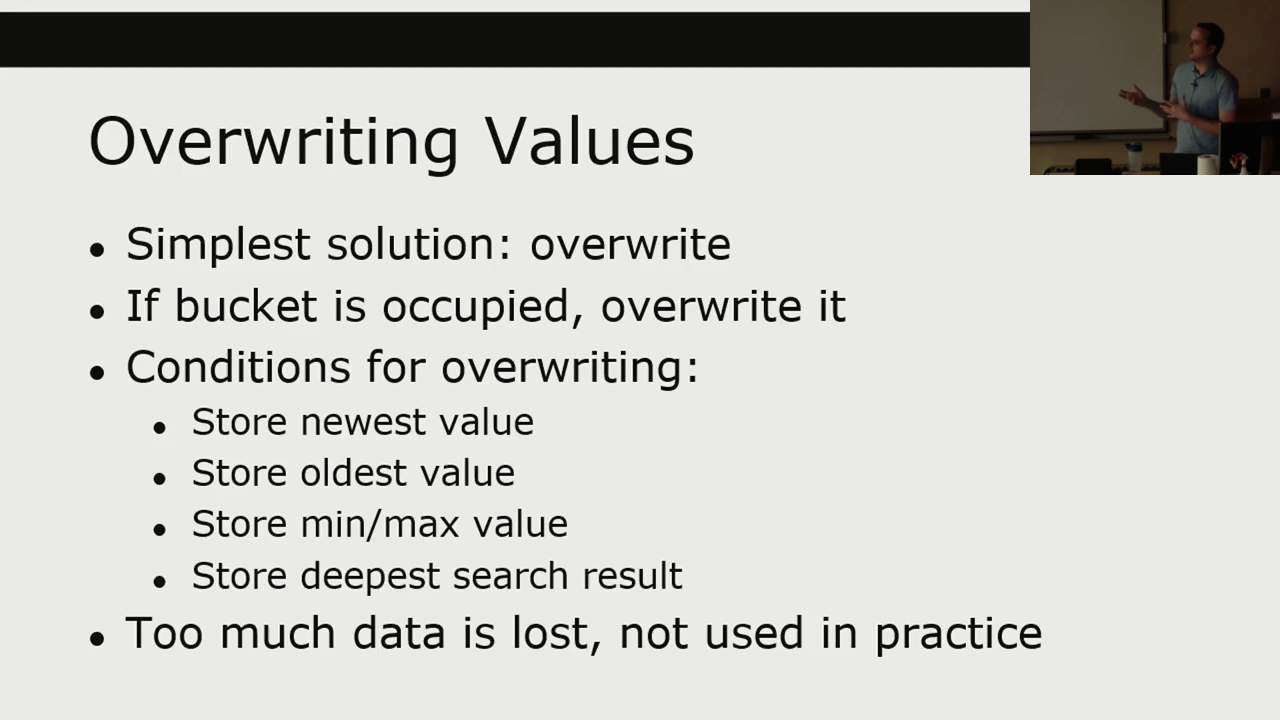 Overwriting Values
• Simplest solution: overwrite
• If bucket is occupied, overwrite it
• Conditions for overwriting:
• Store newest value
• Store oldest value
• Store min/max value
• Store deepest search result
• Too much data is lost, not used in practice